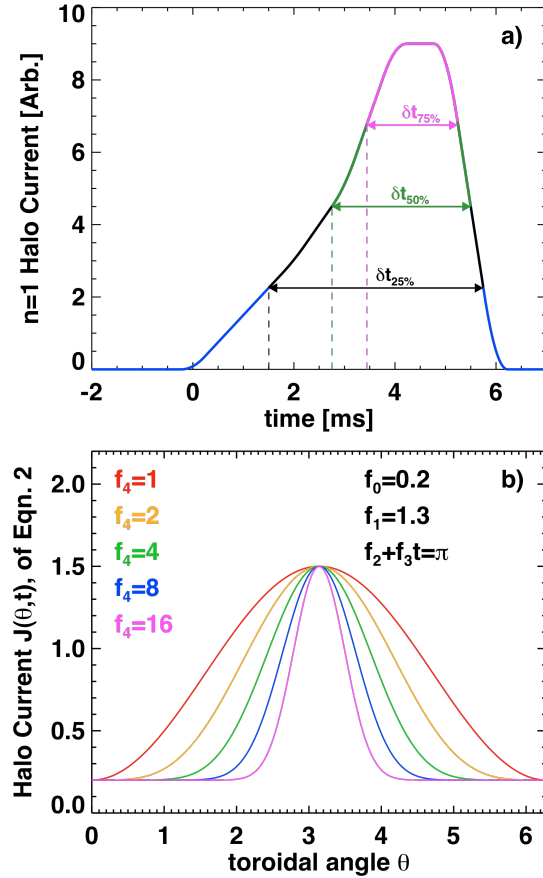 a)
n=1 Halo Current [Arb.]
10
8
6
4
2
0
δt75%
δt50%
δt25%
-2 0 2 4 6
time [ms]
b)
Halo Current J(θ,t), of Eqn. 2
2.0
1.5
1.0
0.5
0.0
f4=1
f4=2
f4=4
f4=8
f4=16
f0=0.2
f1=1.3
f2+f3t=π
0 1 2 3 4 5 6
toroidal angle θ